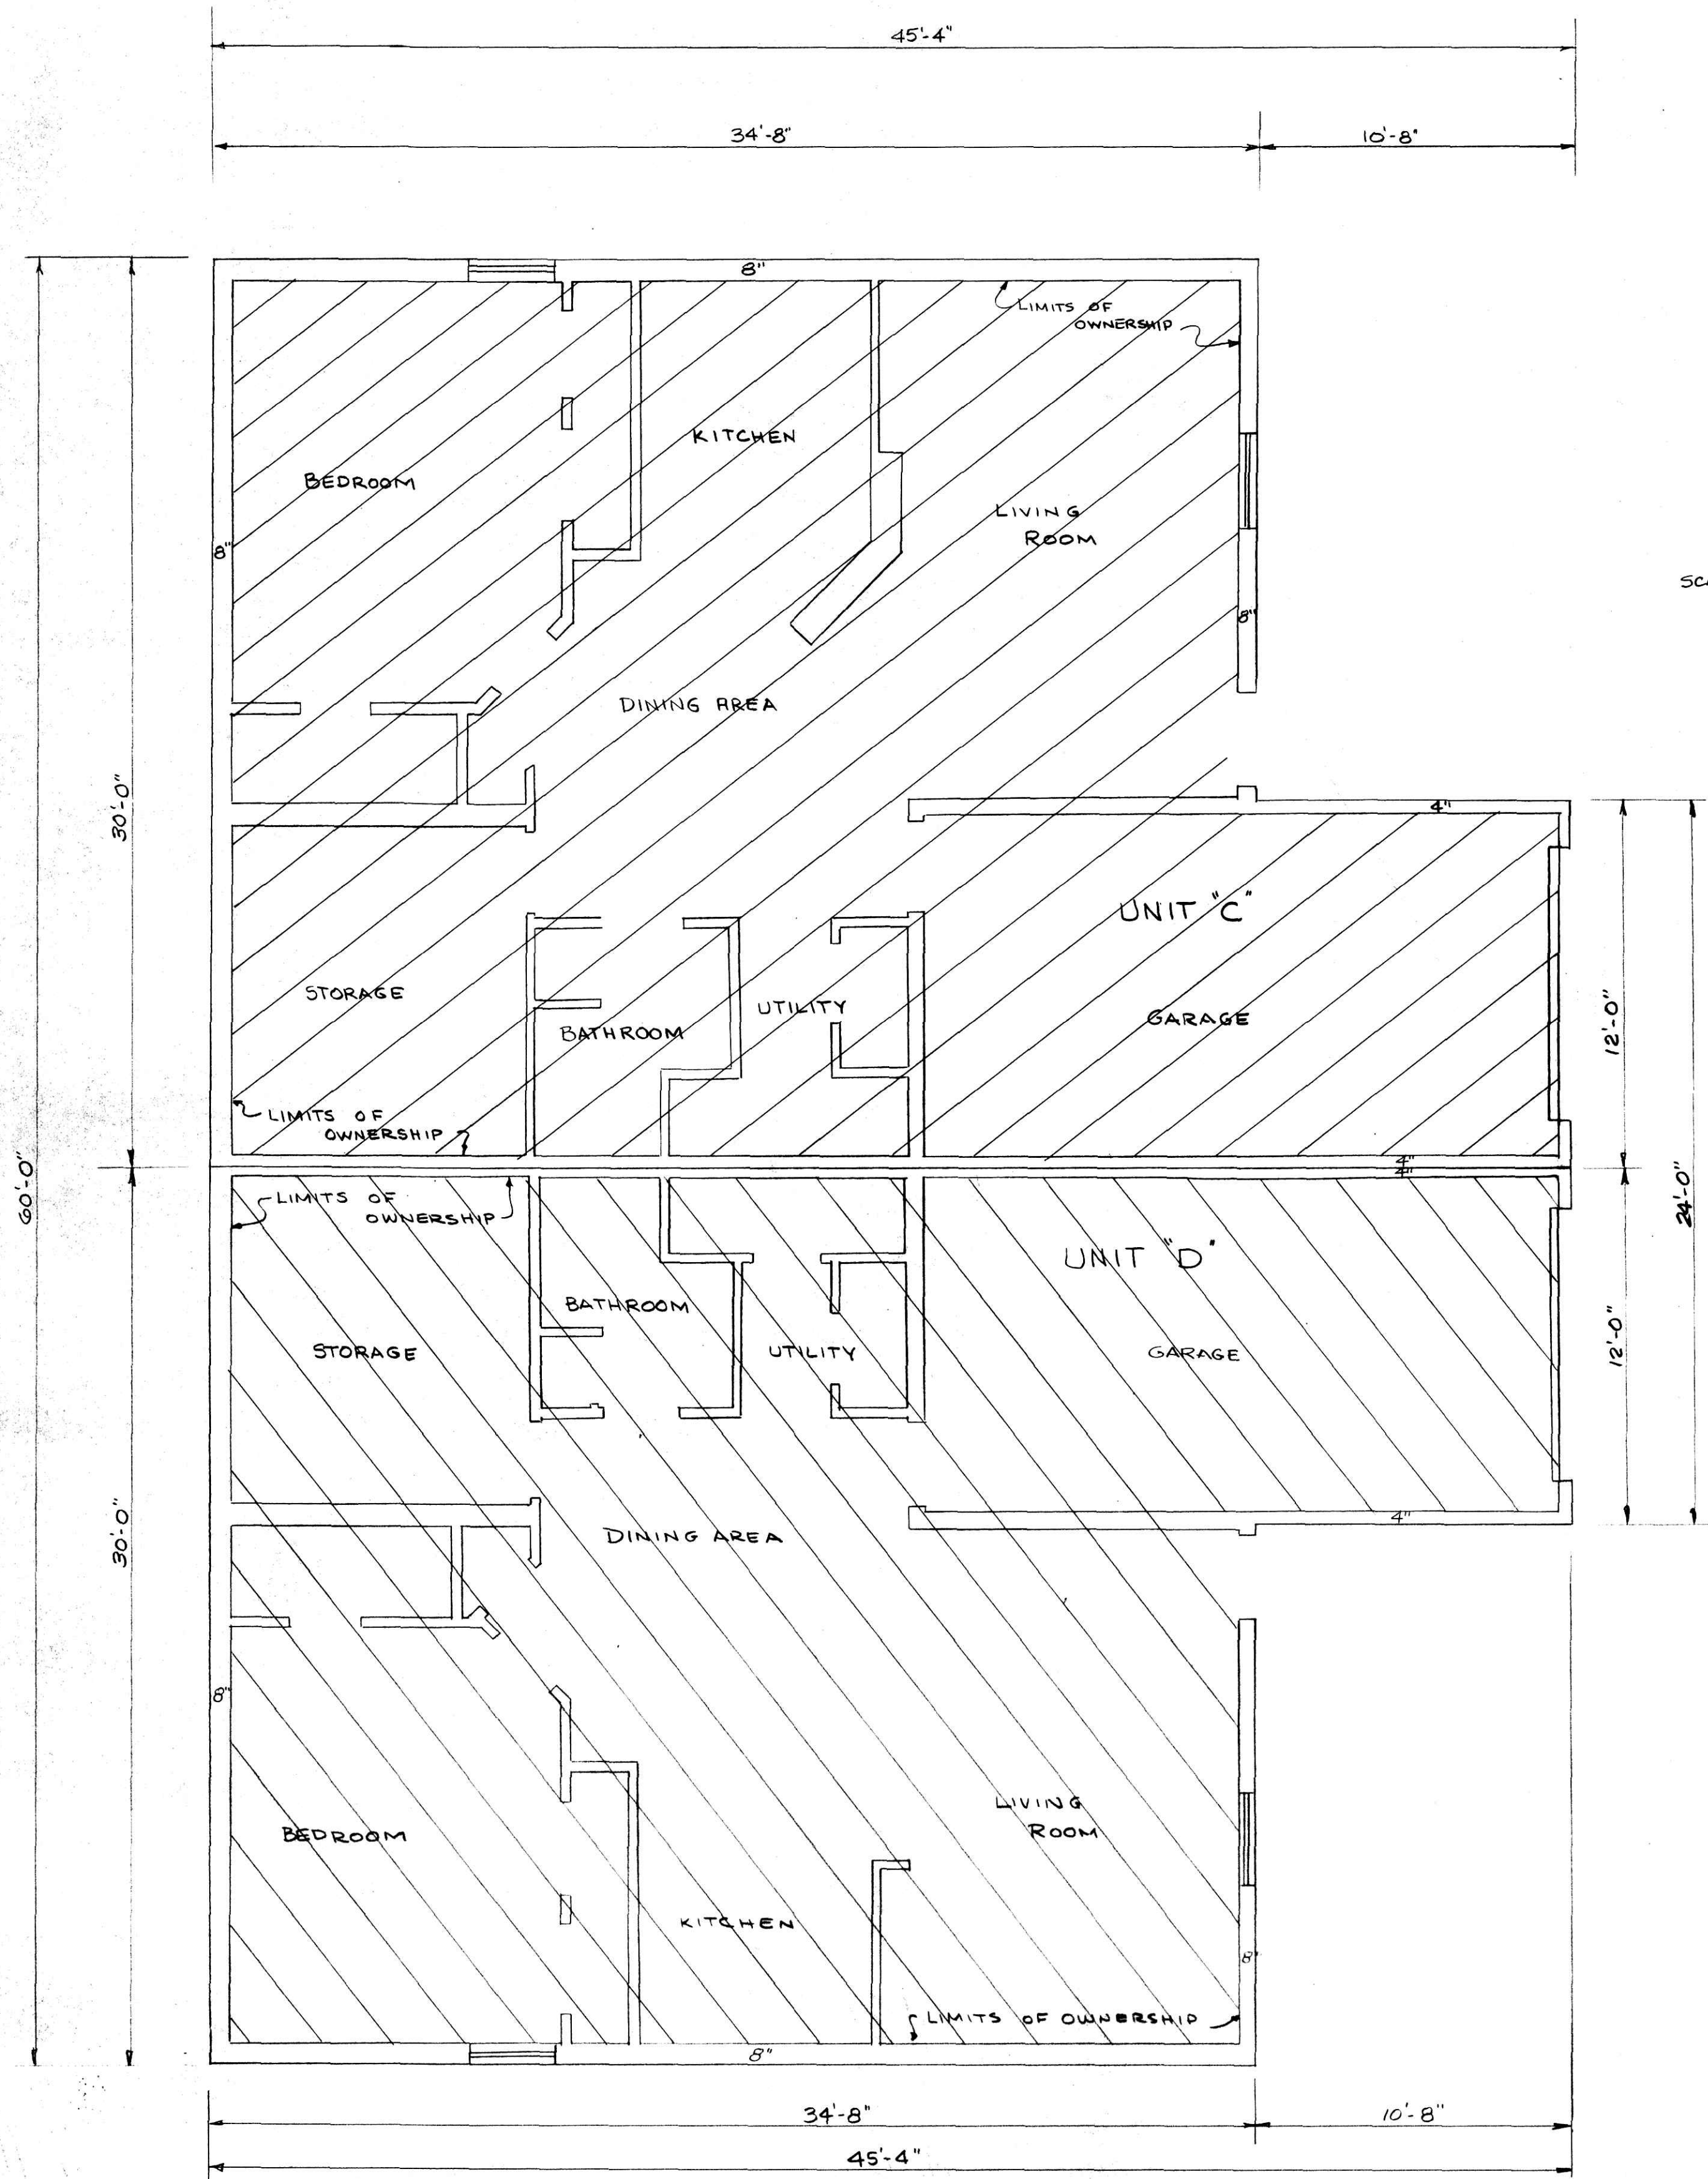 45'-4"
34'-8"
10'-8"
8"
LIMITS OF
OWNERSHIP
KITCHEN
BEDROOM
LIVING
ROOM
8"
8"
DINING AREA
30'-0"
4"
UNIT "C"
STORAGE
UTILITY
BATHROOM
GARAGE
12'-0"
LIMITS OF
OWNERSHIP
4"
4"
60'-0"
24'-0"
LIMITS OF
OWNERSHIP
UNIT "D"
BATHROOM
STORAGE
UTILITY
GARAGE
12'-0"
30'-0"
DINING AREA
4"
8"
LIVING
ROOM
BEDROOM
KITCHEN
8"
LIMITS OF OWNERSHIP
8"
34'-8"
10'-8"
45'-4"